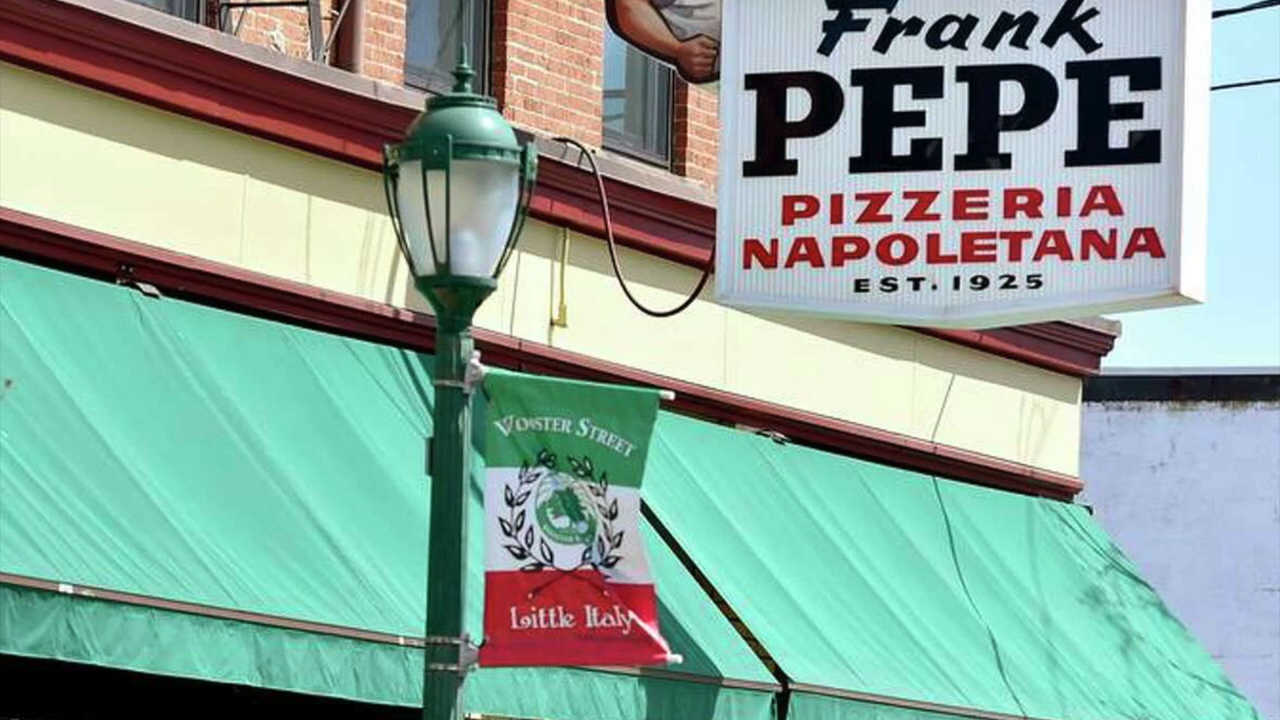 Frank
PEPE
PIZZERIA
NAPOLETANA
EST. 1925
WOOSTER STREET
Little Italy